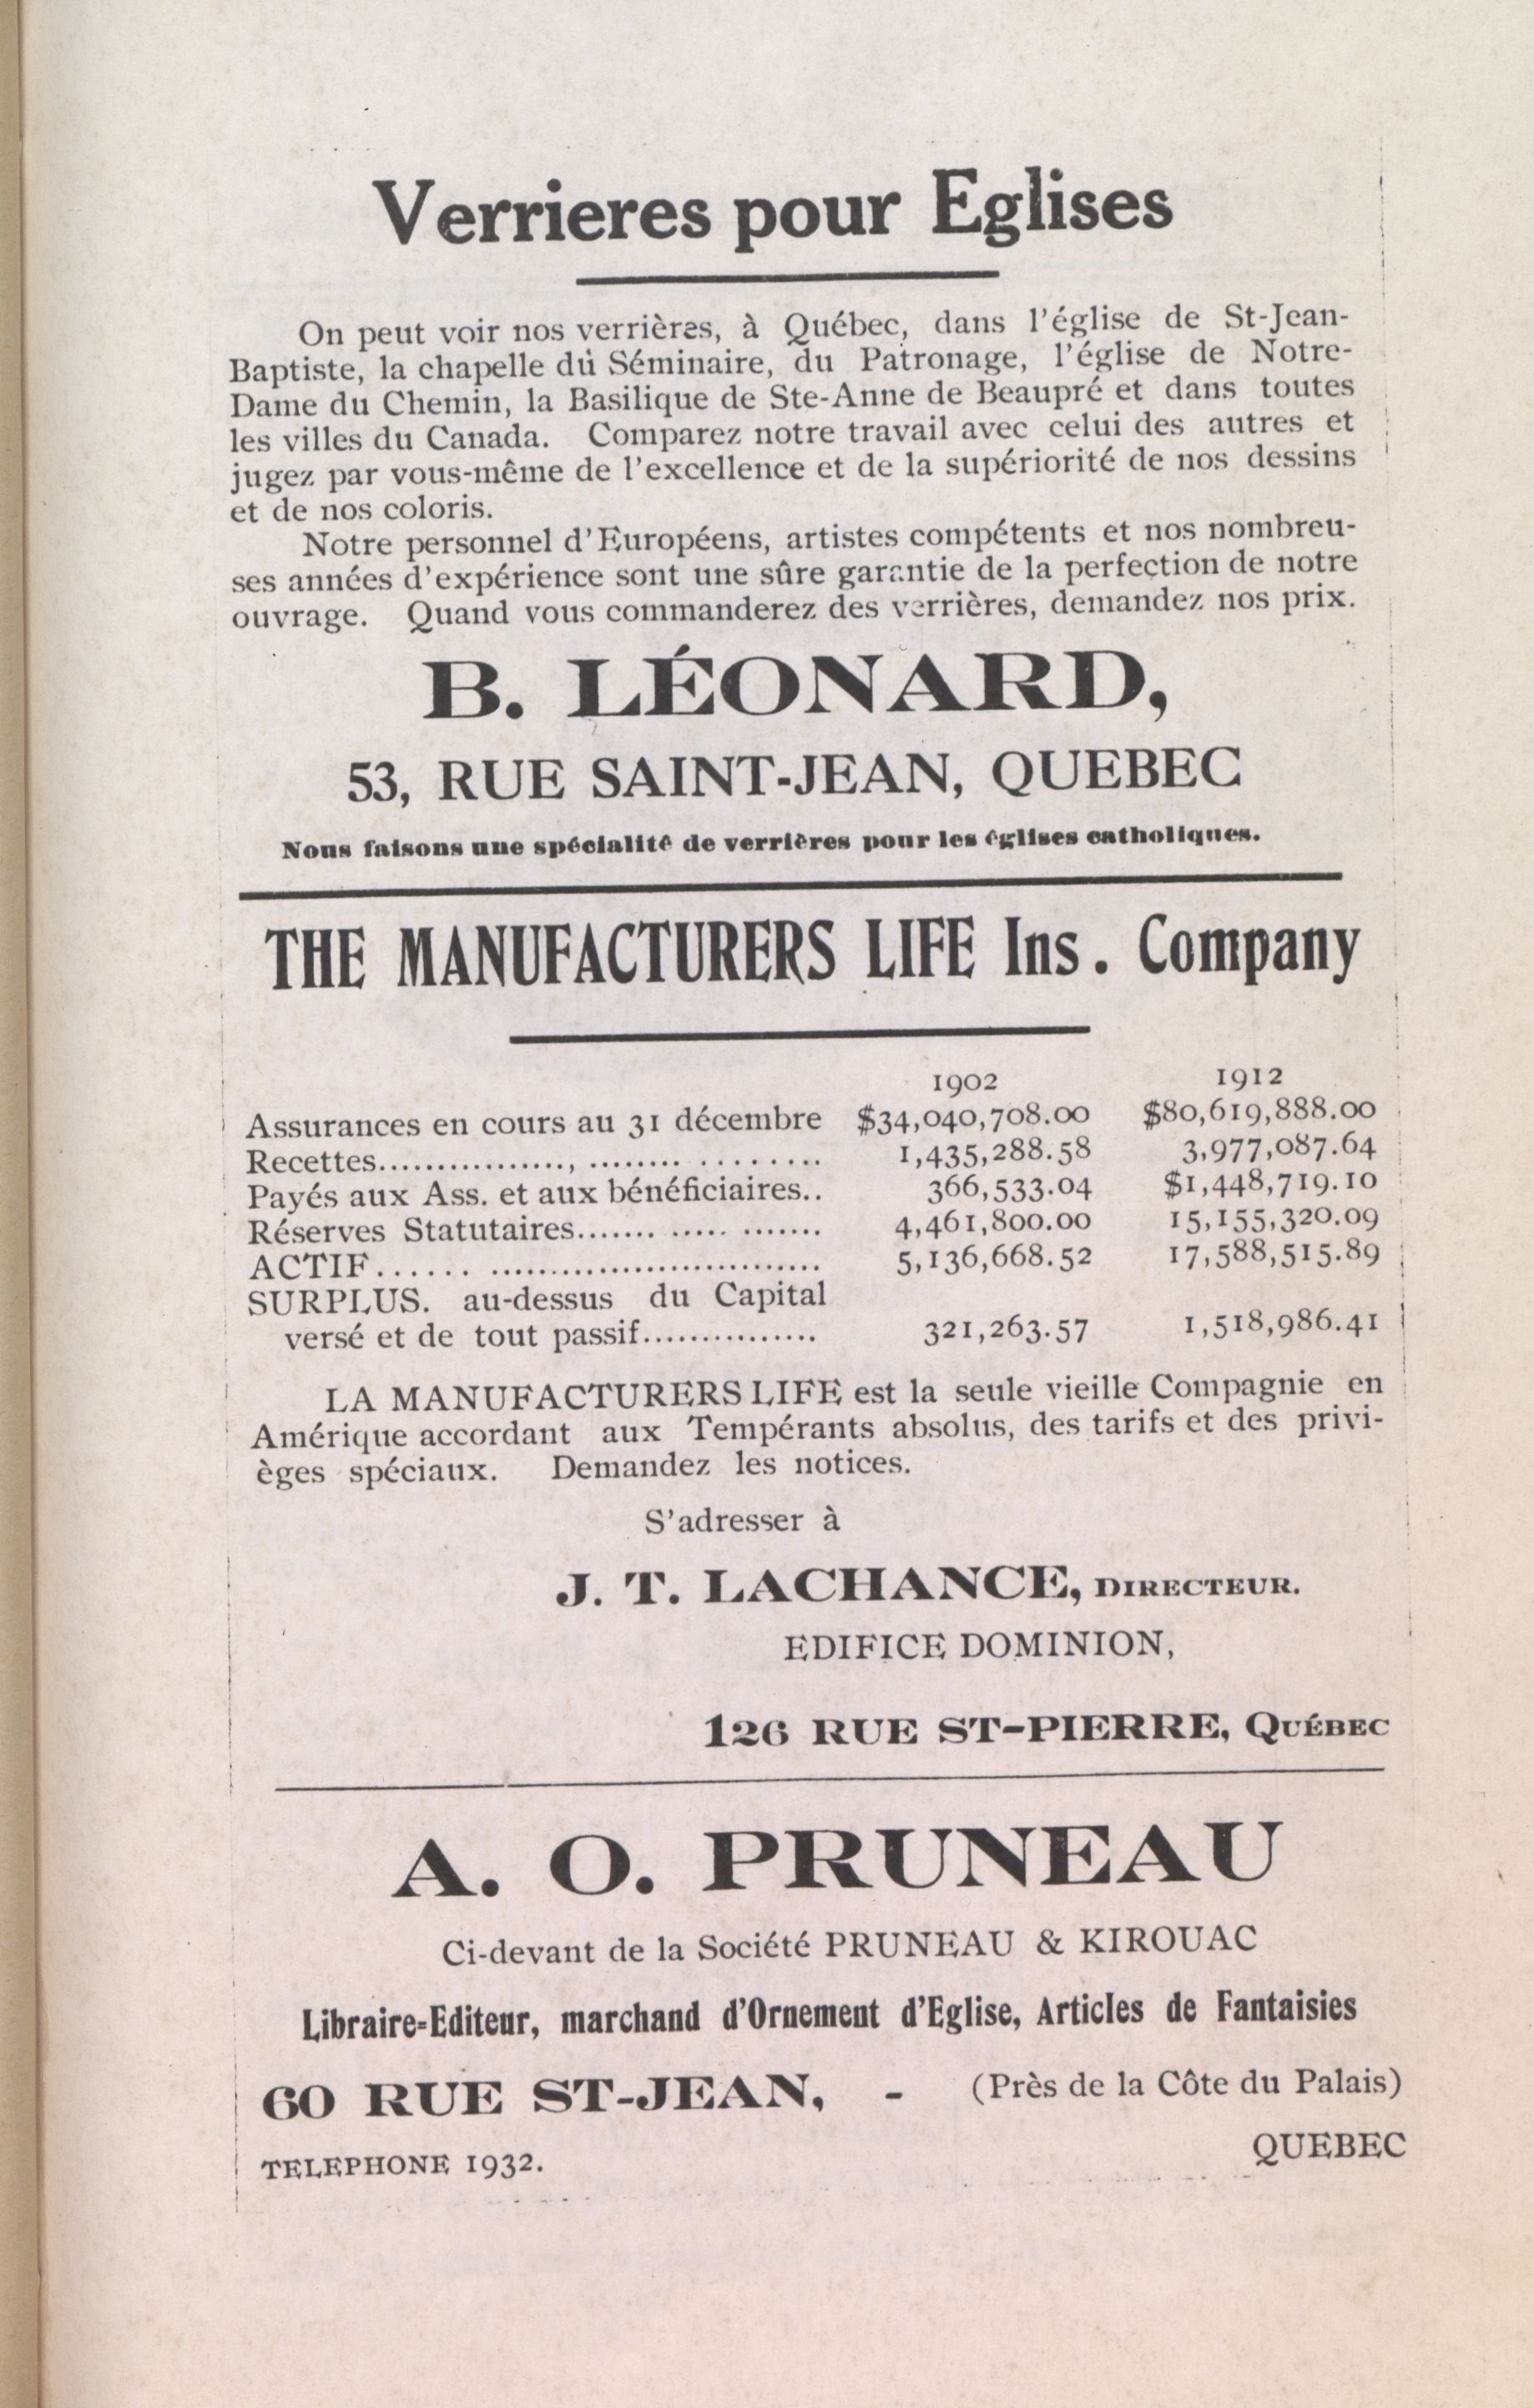 Verrieres pour Eglises
On peut voir nos verrières, à Québec, dans l'église de St-Jean-
Baptiste, la chapelle du Séminaire, du Patronage, l'église de Notre-
Dame du Chemin, la Basilique de Ste-Anne de Beaupré et dans toutes
les villes du Canada. Comparez notre travail avec celui des autres et
jugez par vous-même de l'excellence et de la supériorité de nos dessins
et de nos coloris.
Notre personnel d'Européens, artistes compétents et nos nombreu-
ses années d'expérience sont une sûre garantie de la perfection de notre
ouvrage. Quand vous commanderez des verrières, demandez nos prix.
B. LÉONARD,
53, RUE SAINT-JEAN, QUEBEC
Nous faisons une spécialité de verrières pour les églises catholiques.
THE MANUFACTURERS LIFE Ins. Company
1902 1912
Assurances en cours au 31 décembre $34,040,708.00 $80,619,888.00
Recettes................., ........ ........ 1,435,288.58 3,977,087.64
Payés aux Ass. et aux bénéficiaires.. 366,533.04 $1,448,719.10
Réserves Statutaires....... ..... ....... 4,461,800.00 15,155,320.09
ACTIF...... ............................. 5,136,668.52 17,588,515.89
SURPLUS. au-dessus du Capital
versé et de tout passif............... 321,263.57 1,518,986.41
LA MANUFACTURERS LIFE est la seule vieille Compagnie en
Amérique accordant aux Tempérants absolus, des tarifs et des privi-
èges spéciaux. Demandez les notices.
S'adresser à
J. T. LACHANCE, DIRECTEUR.
EDIFICE DOMINION,
126 RUE ST-PIERRE, QUÉBEC
A. O. PRUNEAU
Ci-devant de la Société PRUNEAU & KIROUAC
Libraire-Editeur, marchand d'Ornement d'Eglise, Articles de Fantaisies
60 RUE ST-JEAN, - (Près de la Côte du Palais)
QUEBEC
TELEPHONE 1932.